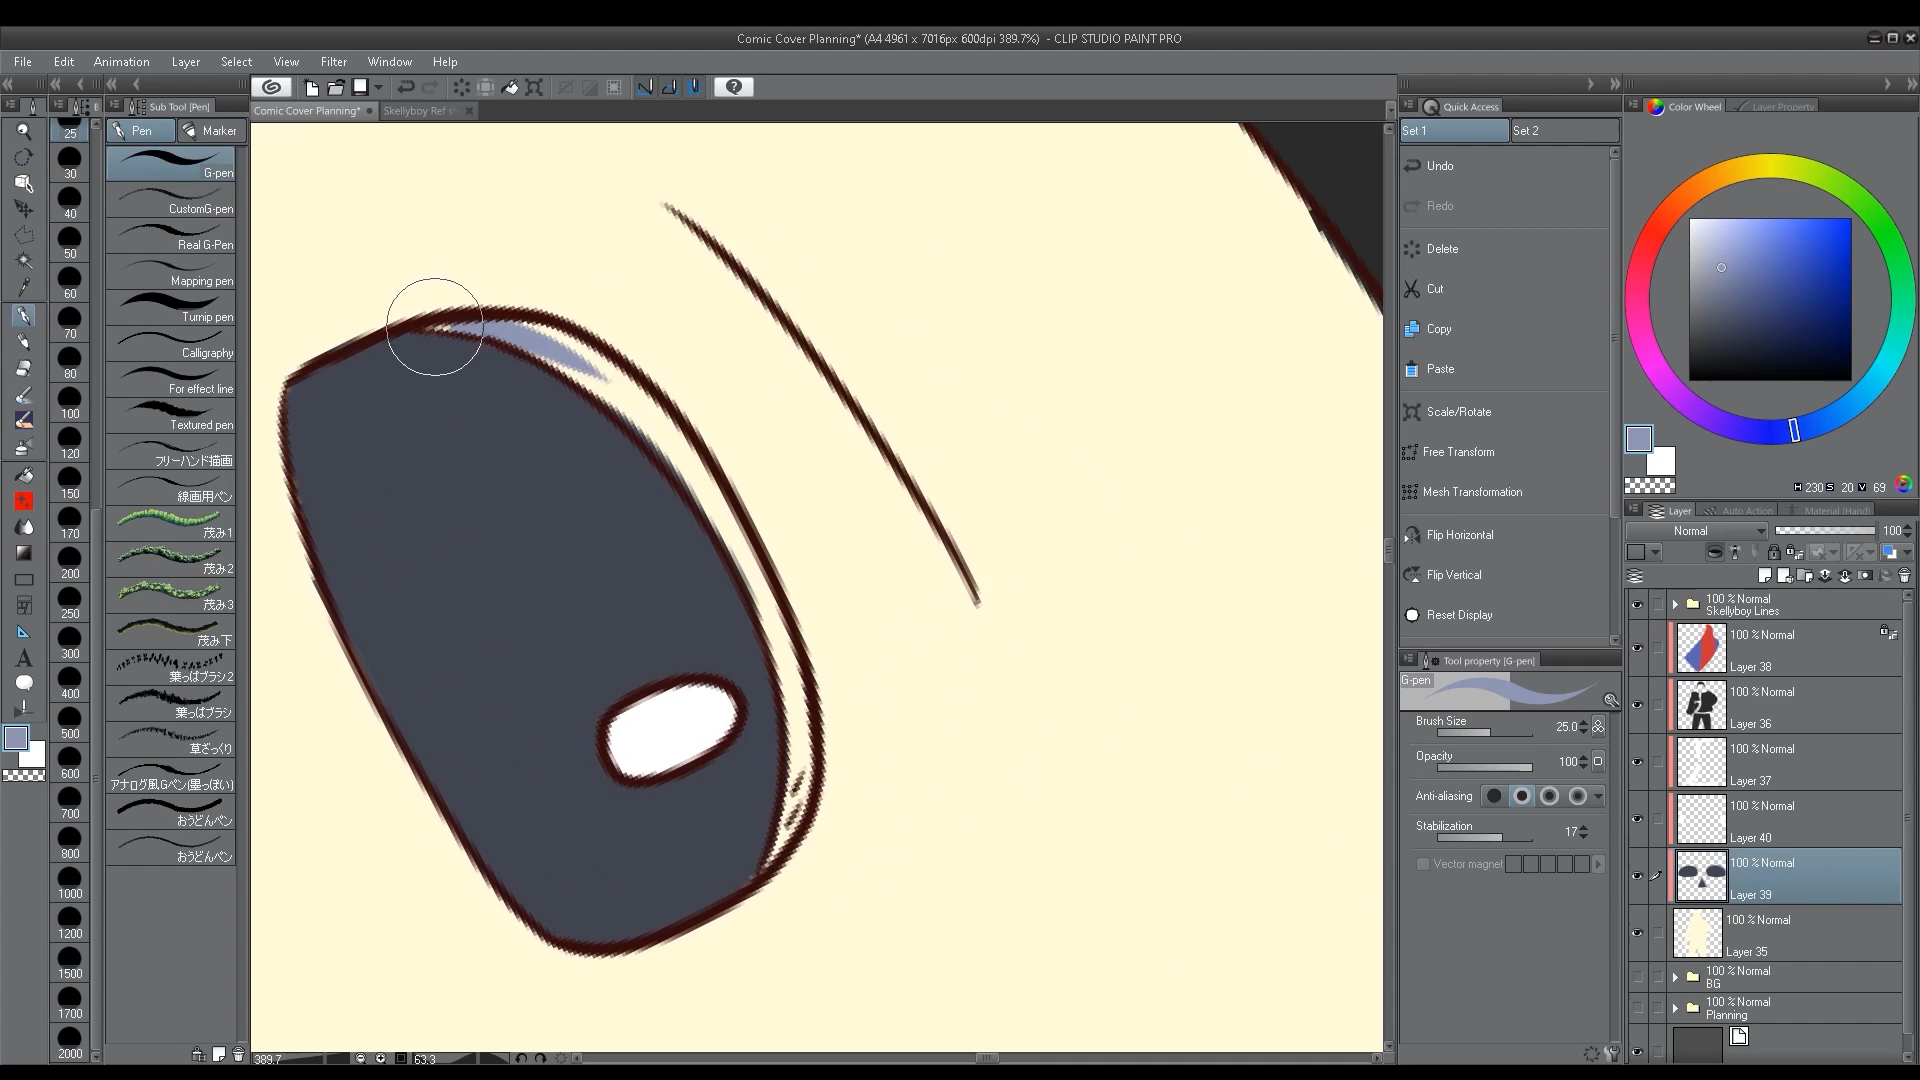 Comic Cover Planning* (A4 4961 x 7016px 600dpi 389.7%) - CLIP STUDIO PAINT PRO
File Edit Animation Layer Select View Filter Window Help
Sub Tool [Pen]
Comic Cover Planning*
Skellyboy Ref
Pen
Marker
25
30
40
50
60
70
80
100
120
150
170
200
250
300
400
500
600
700
800
1000
1200
1500
1700
2000
G-pen
CustomG-pen
Real G-Pen
Mapping pen
Turnip pen
Calligraphy
For effect line
Textured pen
フリーハンド描画
線画用ペン
茂み1
茂み2
茂み3
茂み下
葉っぱブラシ2
葉っぱブラシ
草ざっくり
アナログ風Gペン(墨っぽい)
おうどんペン
おうどんペン
389.7
63.3
Quick Access
Set 1
Set 2
Undo
Redo
Delete
Cut
Copy
Paste
Scale/Rotate
Free Transform
Mesh Transformation
Flip Horizontal
Flip Vertical
Reset Display
Tool property [G-pen]
G-pen
Brush Size 25.0
Opacity 100
Anti-aliasing
Stabilization 17
Vector magnet
Color Wheel
Layer Property
H 230 S 20 V 69
Layer
Auto Action
Material [Hand]
Normal 100
100 % Normal
Skellyboy Lines
100 % Normal
Layer 38
100 % Normal
Layer 36
100 % Normal
Layer 37
100 % Normal
Layer 40
100 % Normal
Layer 39
100 % Normal
Layer 35
100 % Normal
BG
100 % Normal
Planning